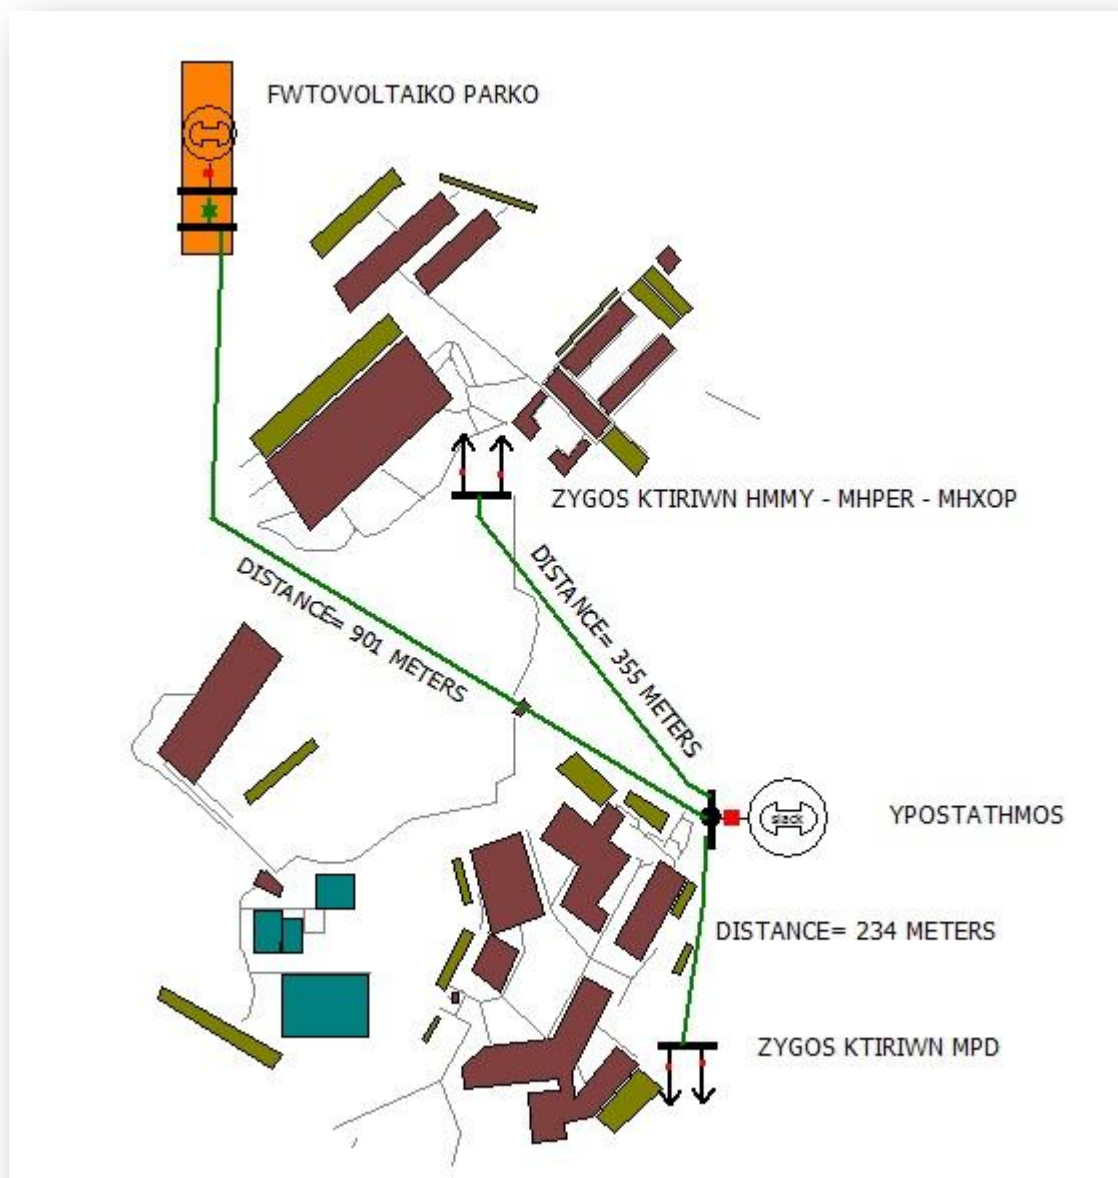 FWTOVOLTAIKO PARKO
ZYGOS KTIRIWN HMMY - MHPER - MHXOP
DISTANCE= 901 METERS
DISTANCE= 355 METERS
slack
YPOSTATHMOS
DISTANCE= 234 METERS
ZYGOS KTIRIWN MPD